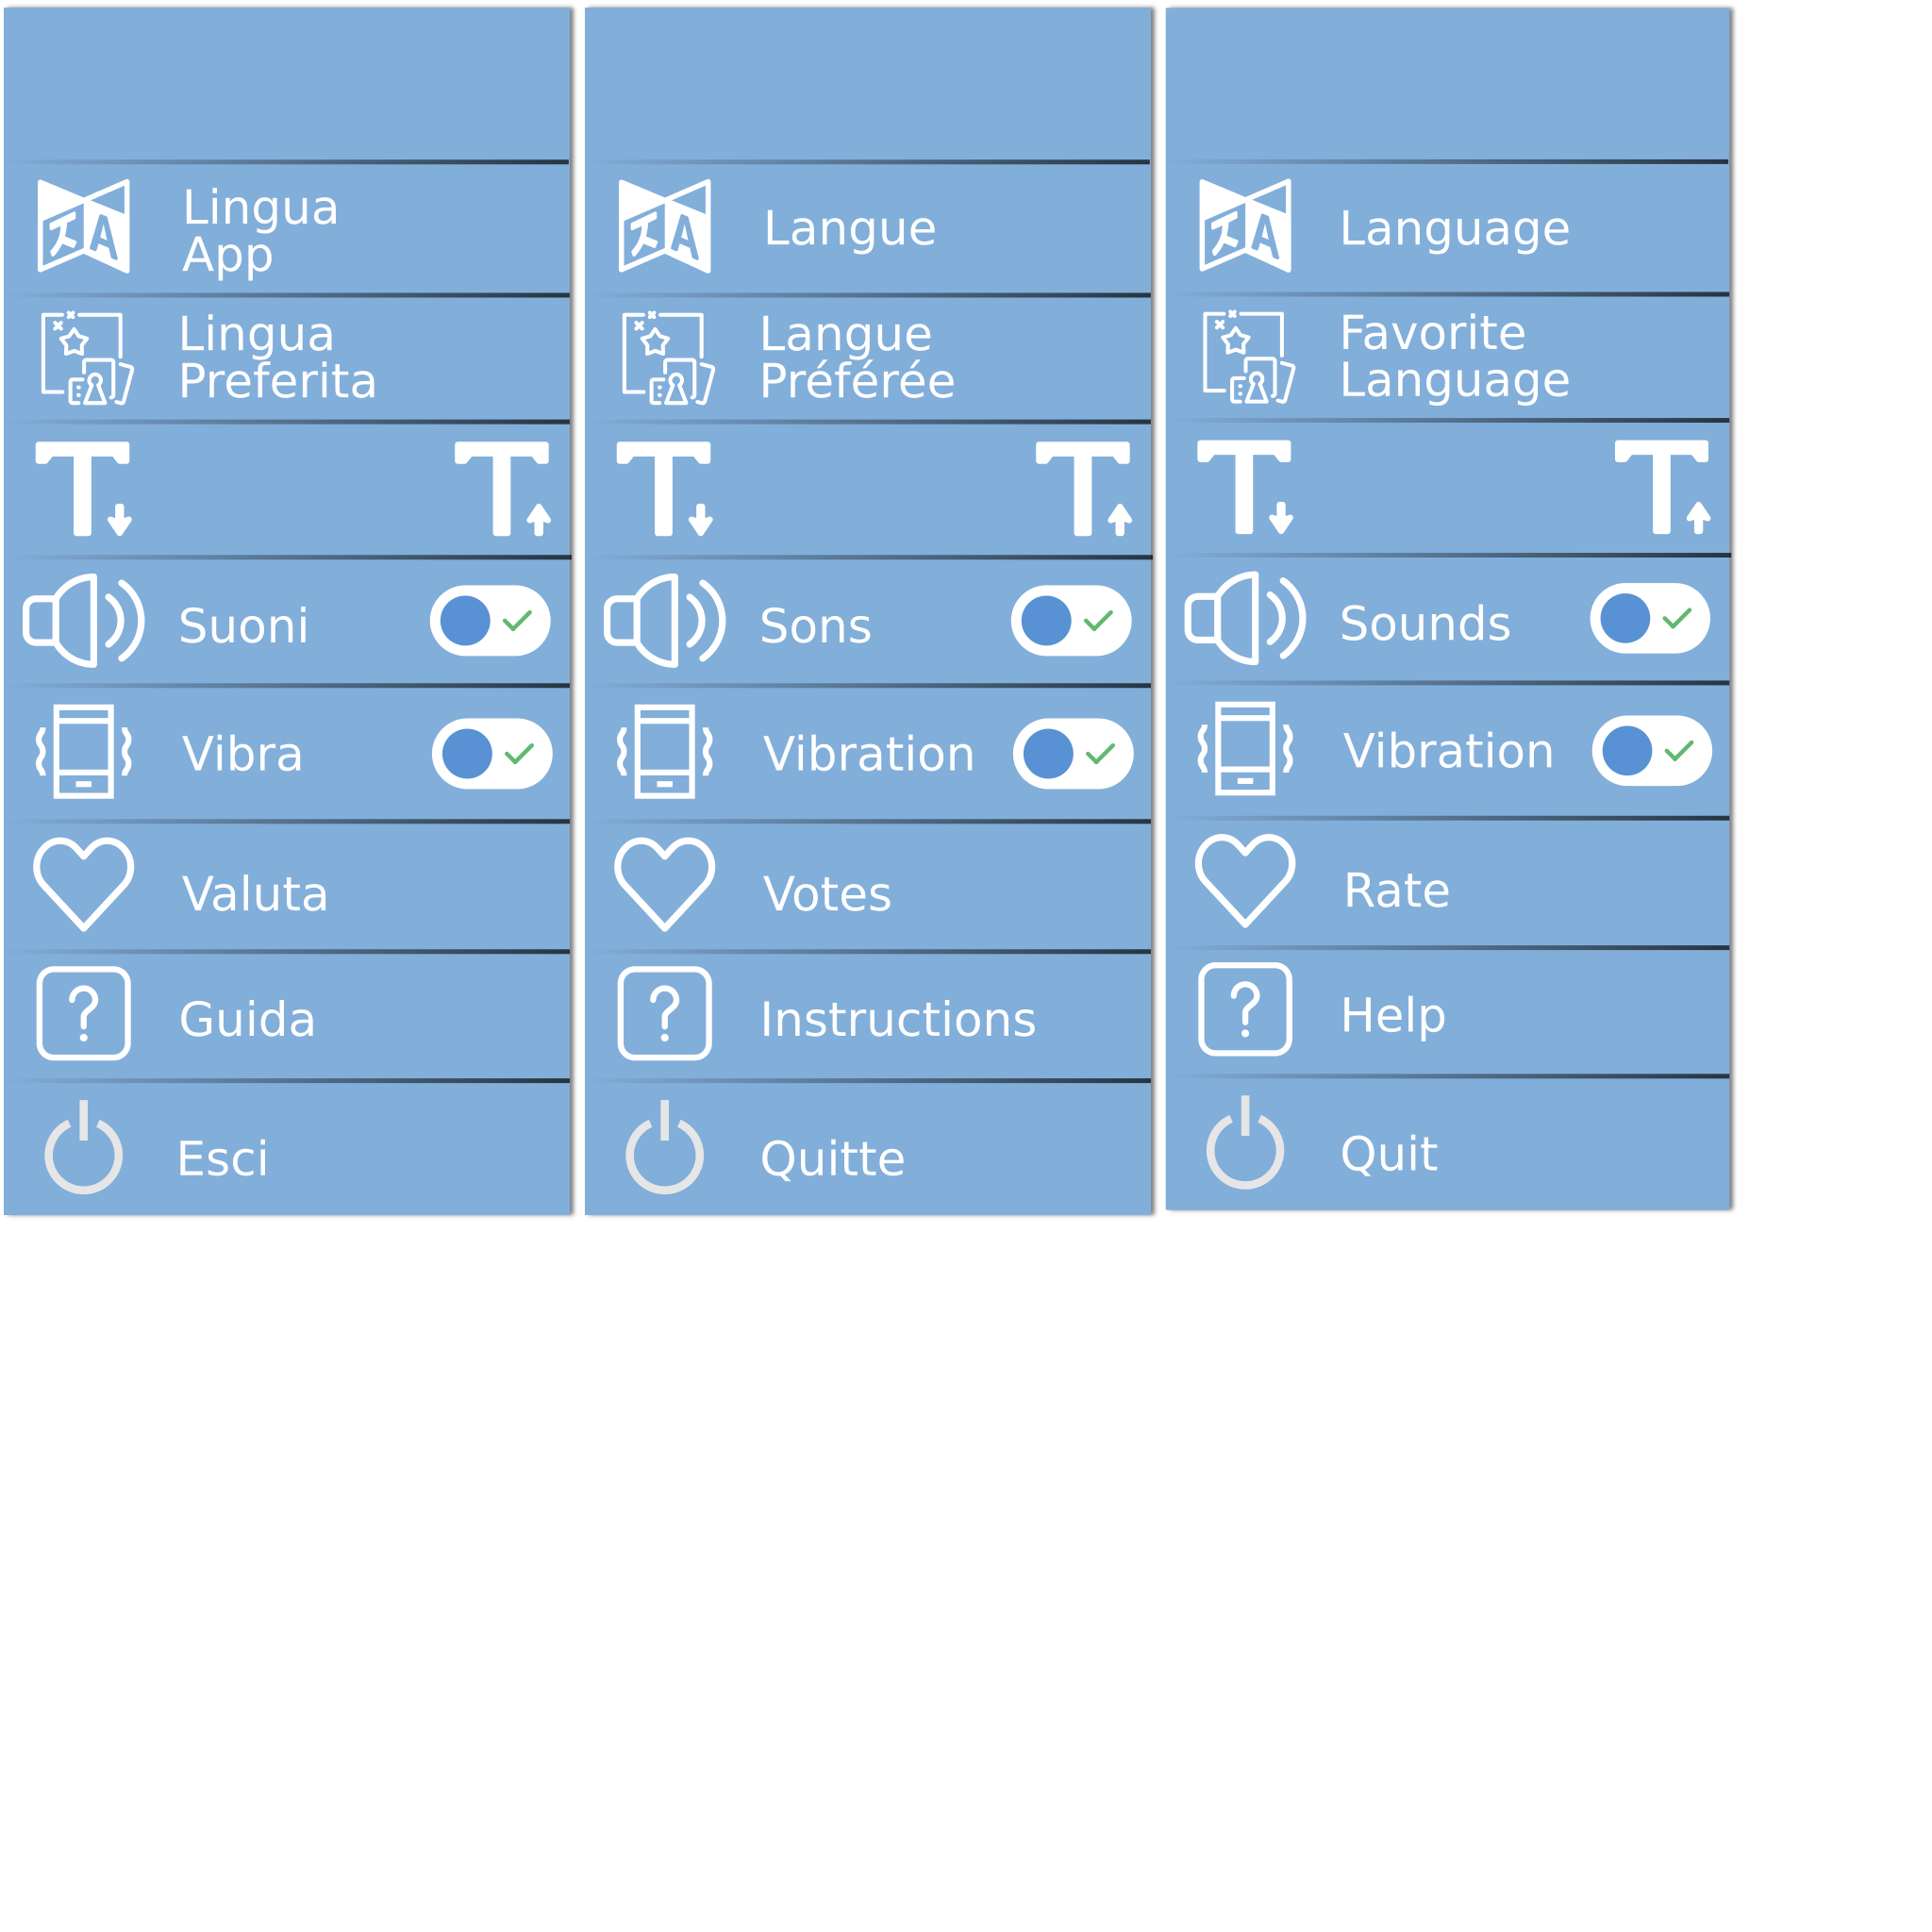 Lingua
App
Lingua
Preferita
Suoni
Vibra
Valuta
Guida
Esci
Langue
Langue
Préférée
Sons
Vibration
Votes
Instructions
Quitte
Language
Favorite
Language
Sounds
Vibration
Rate
Help
Quit